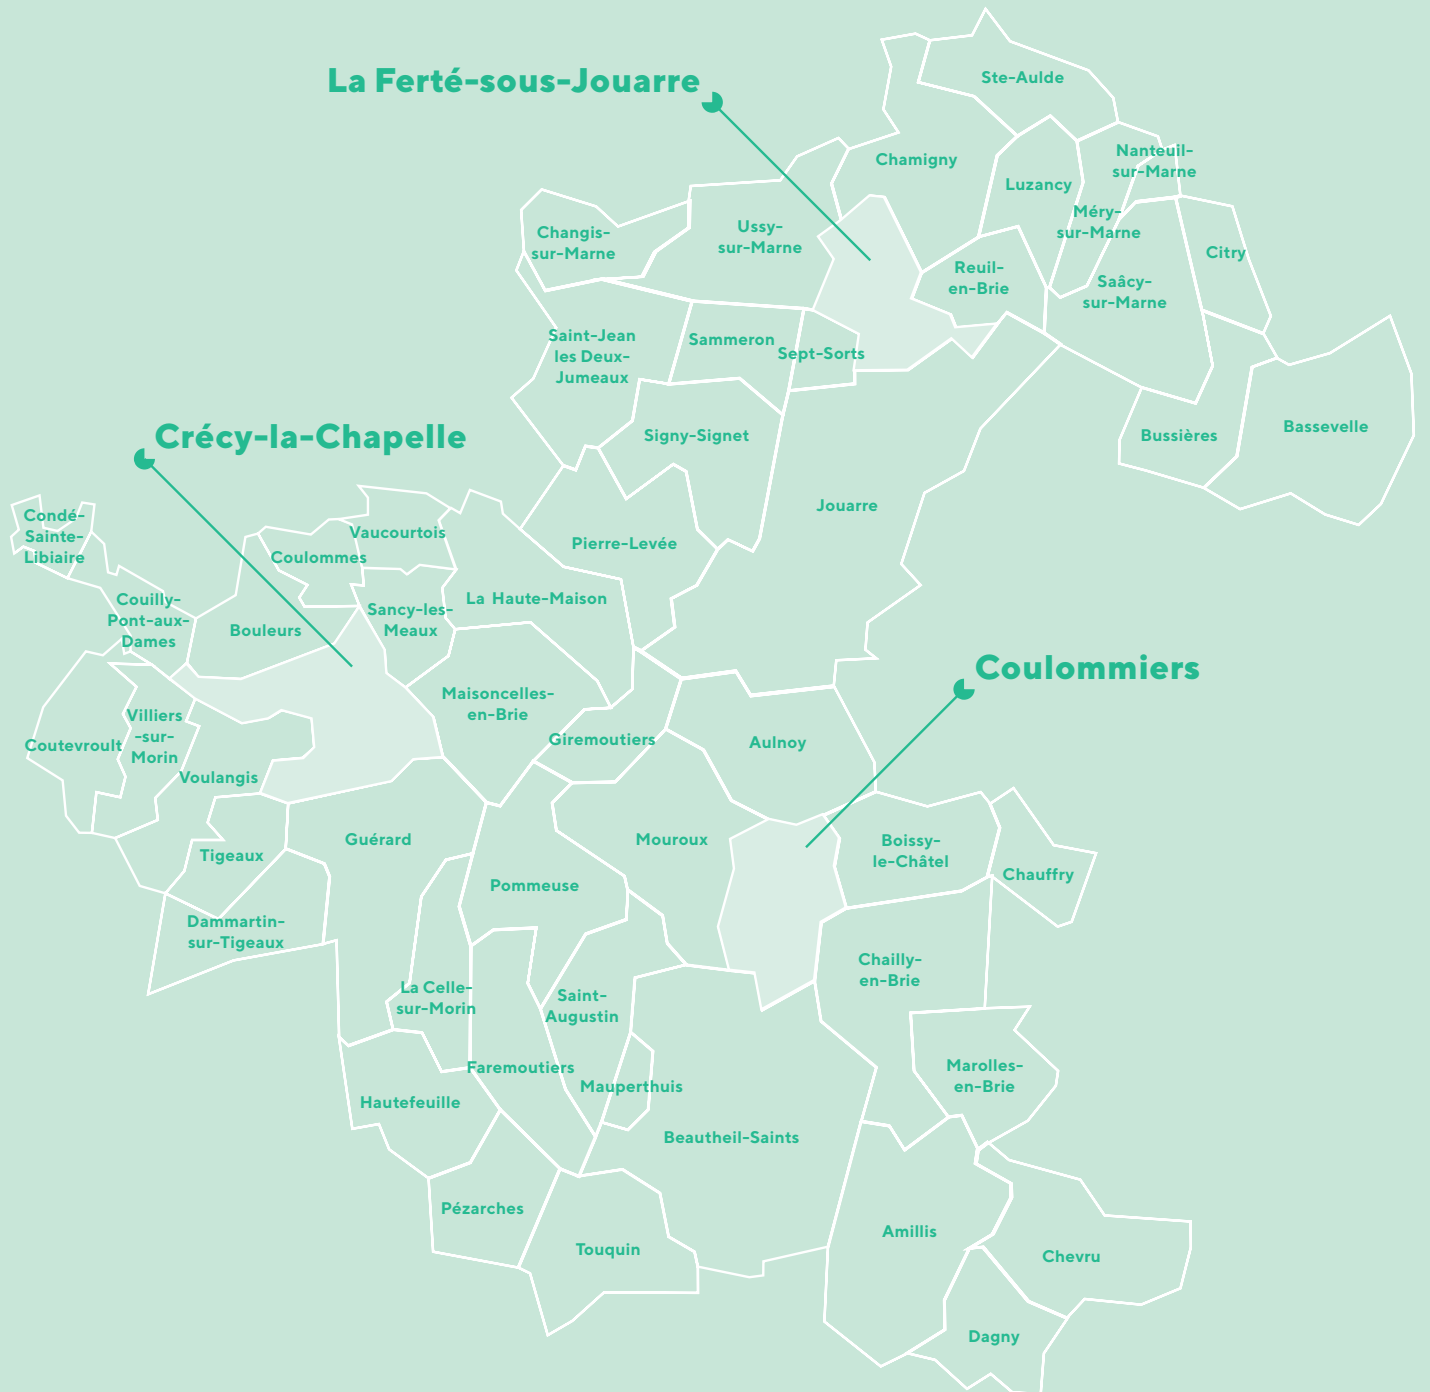 La Ferté-sous-Jouarre
Ste-Aulde
Chamigny
Nanteuil-
sur-Marne
Luzancy
Méry-
sur-Marne
Changis-
sur-Marne
Ussy-
sur-Marne
Citry
Reuil-
en-Brie
Saâcy-
sur-Marne
Saint-Jean
les Deux-
Jumeaux
Sammeron
Sept-Sorts
Signy-Signet
Bussières
Bassevelle
Crécy-la-Chapelle
Jouarre
Condé-
Sainte-
Libiaire
Vaucourtois
Coulommes
Pierre-Levée
Couilly-
Pont-aux-
Dames
La Haute-Maison
Sancy-les-
Meaux
Bouleurs
Coulommiers
Maisoncelles-
en-Brie
Villiers
-sur-
Morin
Coutevroult
Giremoutiers
Aulnoy
Voulangis
Guérard
Mouroux
Boissy-
le-Châtel
Tigeaux
Chauffry
Pommeuse
Dammartin-
sur-Tigeaux
Chailly-
en-Brie
La Celle-
sur-Morin
Saint-
Augustin
Faremoutiers
Marolles-
en-Brie
Mauperthuis
Hautefeuille
Beautheil-Saints
Pézarches
Amillis
Touquin
Chevru
Dagny